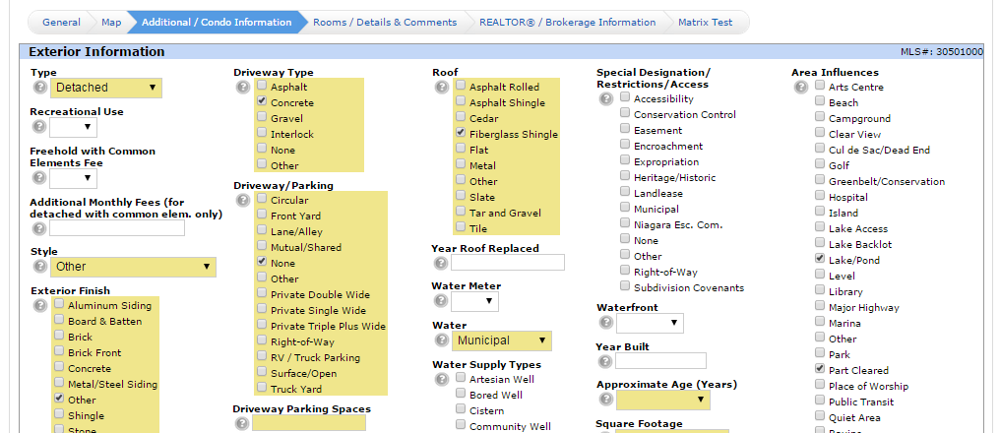 General
Map
Additional / Condo Information
Rooms / Details & Comments
REALTOR® / Brokerage Information
Matrix Test
Exterior Information
MLS#: 30501000
Type
Detached
Recreational Use
Freehold with Common
Elements Fee
Additional Monthly Fees (for
detached with common elem. only)
Style
Other
Exterior Finish
Aluminum Siding
Board & Batten
Brick
Brick Front
Concrete
Metal/Steel Siding
Other
Shingle
Stone
Driveway Type
Asphalt
Concrete
Gravel
Interlock
None
Other
Driveway/Parking
Circular
Front Yard
Lane/Alley
Mutual/Shared
None
Other
Private Double Wide
Private Single Wide
Private Triple Plus Wide
Right-of-Way
RV / Truck Parking
Surface/Open
Truck Yard
Driveway Parking Spaces
Roof
Asphalt Rolled
Asphalt Shingle
Cedar
Fiberglass Shingle
Flat
Metal
Other
Slate
Tar and Gravel
Tile
Year Roof Replaced
Water Meter
Water
Municipal
Water Supply Types
Artesian Well
Bored Well
Cistern
Community Well
Special Designation/
Restrictions/Access
Accessibility
Conservation Control
Easement
Encroachment
Expropriation
Heritage/Historic
Landlease
Municipal
Niagara Esc. Com.
None
Other
Right-of-Way
Subdivision Covenants
Waterfront
Year Built
Approximate Age (Years)
Square Footage
Area Influences
Arts Centre
Beach
Campground
Clear View
Cul de Sac/Dead End
Golf
Greenbelt/Conservation
Hospital
Island
Lake Access
Lake Backlot
Lake/Pond
Level
Library
Major Highway
Marina
Other
Park
Part Cleared
Place of Worship
Public Transit
Quiet Area
Ravine